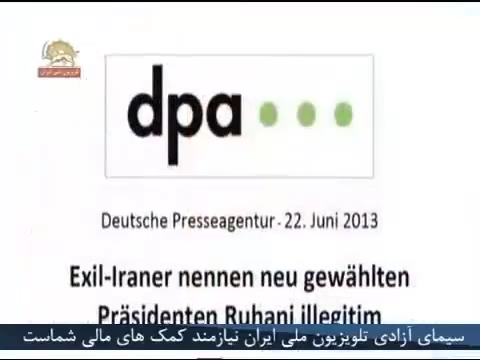 dpa
Deutsche Presseagentur - 22. Juni 2013
Exil-Iraner nennen neu gewählten
Präsidenten Ruhani illegitim
سیمای آزادی تلویزیون ملی ایران نیازمند کمک های مالی شماست